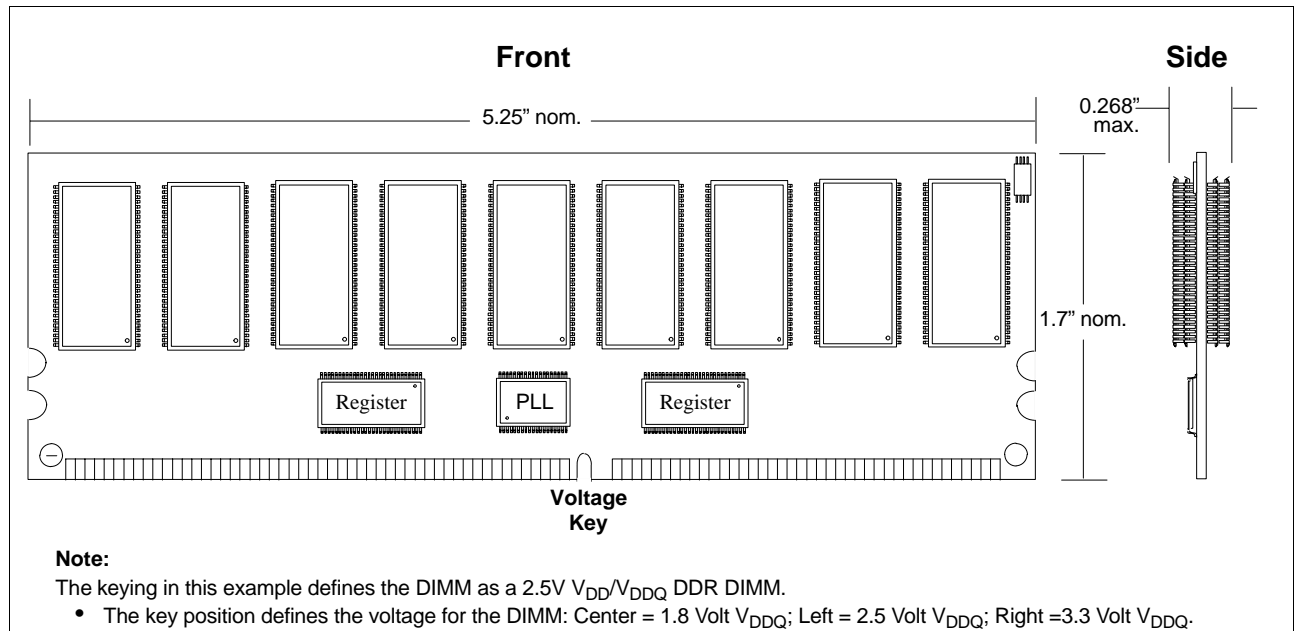 Front
Side
5.25” nom.
0.268”
max.
1.7” nom.
Register
PLL
Register
Voltage
Key
Note:
The keying in this example defines the DIMM as a 2.5V VDD/VDDQ DDR DIMM.
• The key position defines the voltage for the DIMM: Center = 1.8 Volt VDDQ; Left = 2.5 Volt VDDQ; Right =3.3 Volt VDDQ.